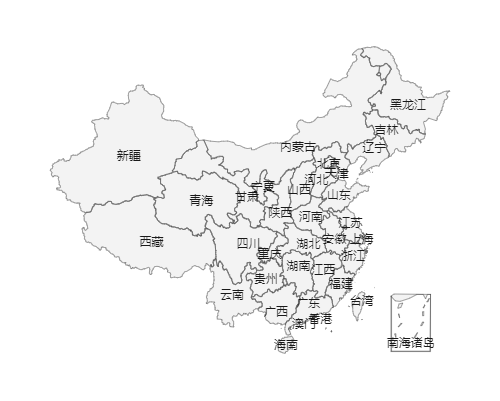 黑龙江
吉林
辽宁
内蒙古
北京
天津
河北
新疆
宁夏
甘肃
青海
山西
山东
陕西
河南
江苏
西藏
四川
湖北
安徽
上海
重庆
浙江
湖南
江西
贵州
福建
云南
广西
广东
台湾
香港
澳门
海南
南海诸岛